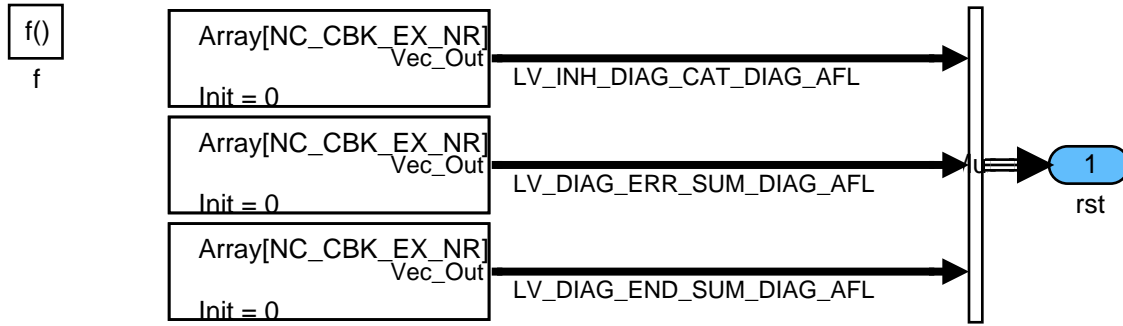 f()
f
Array[NC_CBK_EX_NR]
Vec_Out
Init = 0
LV_INH_DIAG_CAT_DIAG_AFL
Array[NC_CBK_EX_NR]
Vec_Out
Init = 0
LV_DIAG_ERR_SUM_DIAG_AFL
Array[NC_CBK_EX_NR]
Vec_Out
Init = 0
LV_DIAG_END_SUM_DIAG_AFL
1
rst